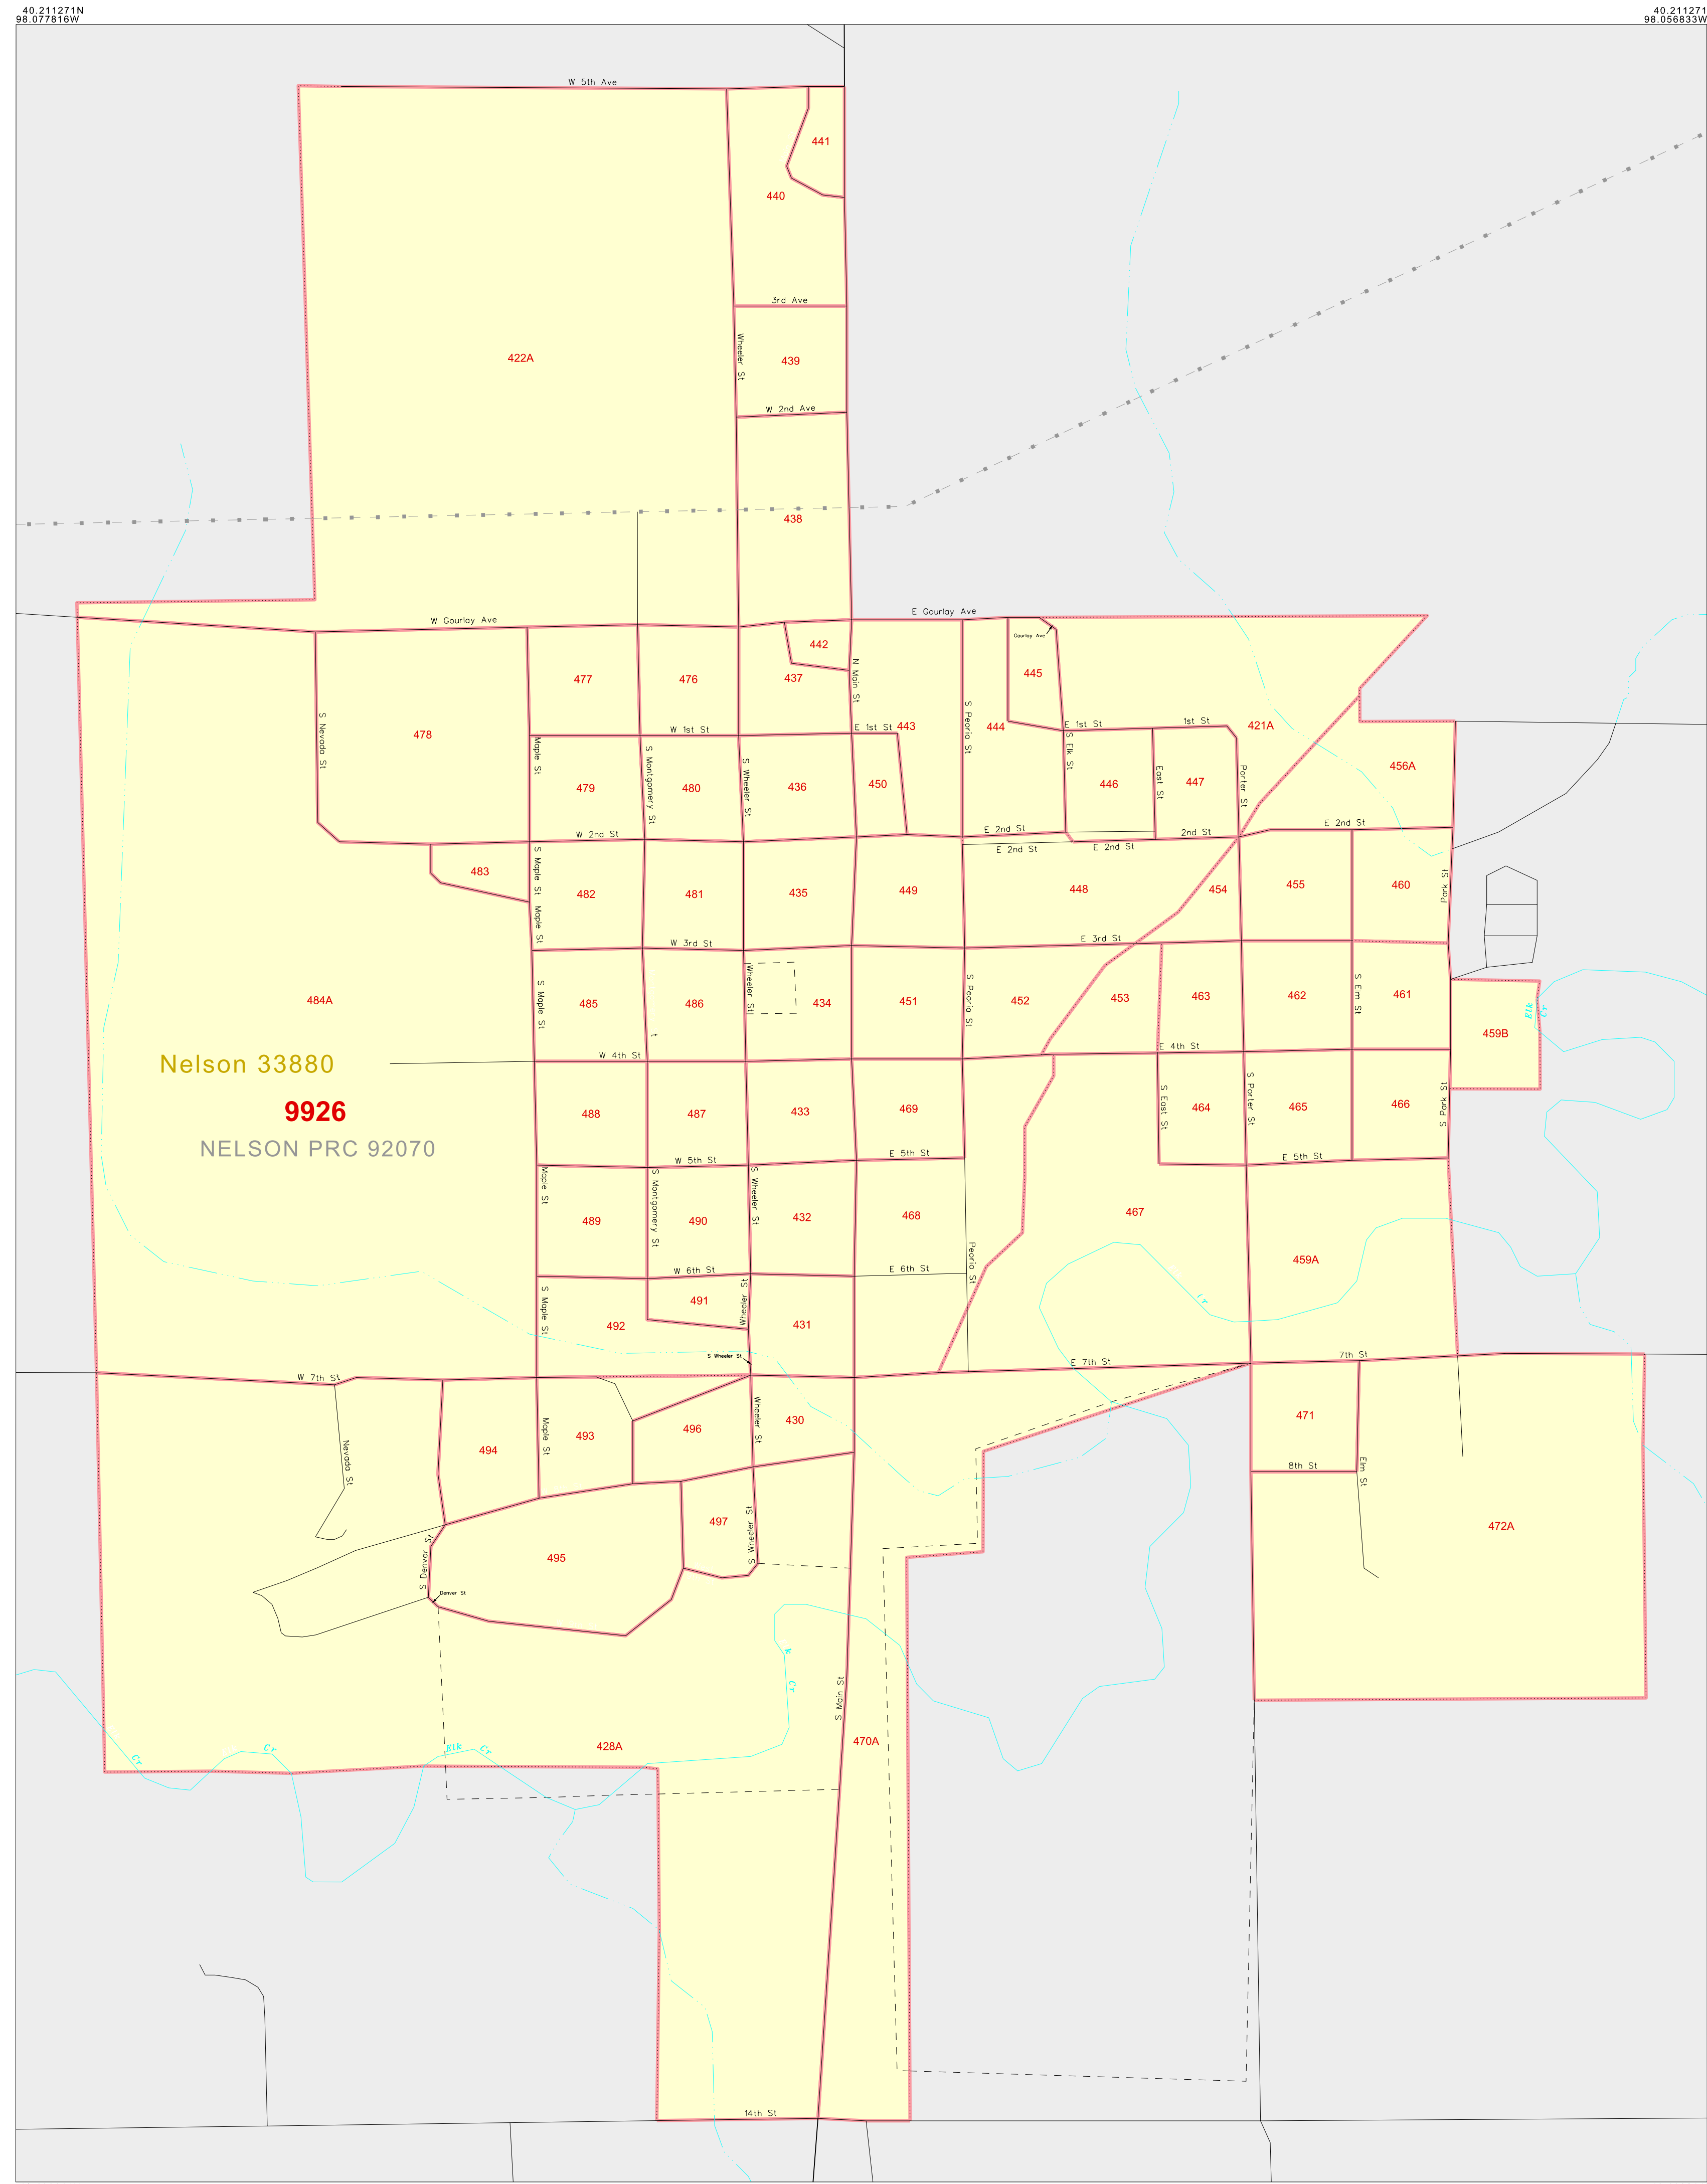 40.211271N
98.077816W
40.211271
98.056833W
W 5th Ave
441
440
3rd Ave
Wheeler St
439
422A
W 2nd Ave
438
E Gourlay Ave
W Gourlay Ave
Gourlay Ave
442
445
N Main St
477
476
437
S Nevada St
S Peoria St
443
444
E 1st St
E 1st St
1st St
421A
478
W 1st St
Maple St
S Montgomery St
S Wheeler St
S Elk St
East St
Porter St
456A
479
480
436
450
446
447
W 2nd St
E 2nd St
2nd St
E 2nd St
E 2nd St
E 2nd St
483
S Maple St
482
481
435
449
448
454
455
460
Park St
Maple St
W 3rd St
E 3rd St
484A
S Maple St
485
486
Wheeler St
434
451
S Peoria St
452
453
463
462
S Elm St
461
Elk
Cr
459B
t
Nelson 33880
W 4th St
E 4th St
9926
488
487
433
469
S East St
464
S Porter St
465
466
S Park St
NELSON PRC 92070
W 5th St
E 5th St
E 5th St
Maple St
S Montgomery St
S Wheeler St
489
490
432
468
467
Peoria St
459A
W 6th St
E 6th St
S Maple St
491
Wheeler St
Cr
492
431
S Wheeler St
E 7th St
7th St
W 7th St
Maple St
Wheeler St
430
471
496
493
494
Nevada St
8th St
Elm St
497
S Wheeler St
472A
S Denver St
495
Denver St
K
Cr
S Main St
470A
428A
Cr
Cr
Elk
Cr
14th St